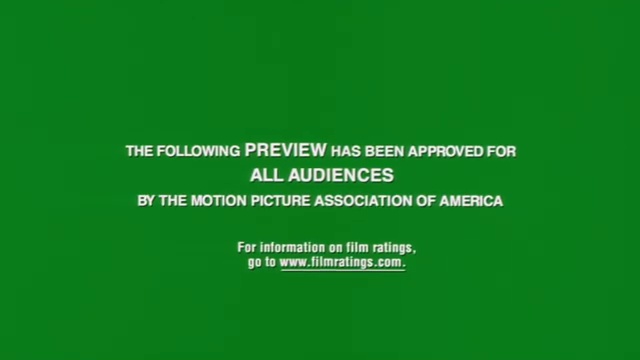 THE FOLLOWING PREVIEW HAS BEEN APPROVED FOR
ALL AUDIENCES
BY THE MOTION PICTURE ASSOCIATION OF AMERICA
For information on film ratings,
go to www.filmratings.com.